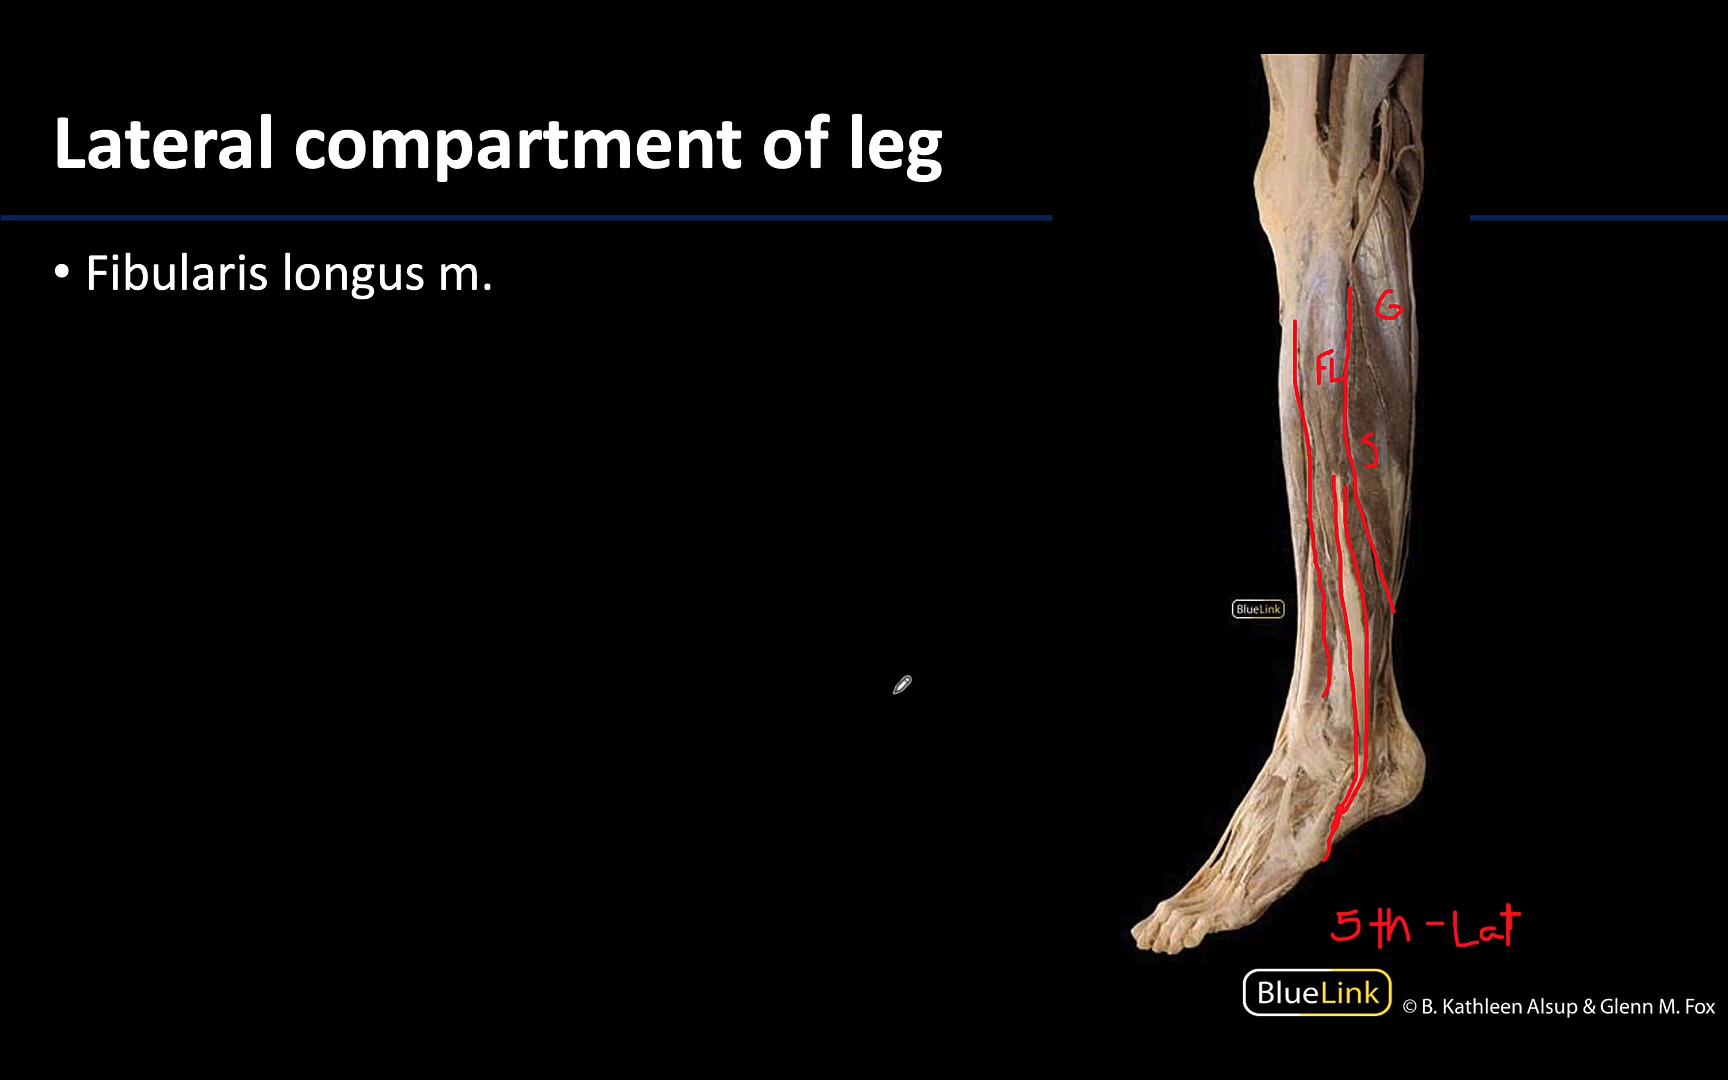 Lateral compartment of leg
• Fibularis longus m.
G
FL
S
BlueLink
5th - Lat
BlueLink
© B. Kathleen Alsup & Glenn M. Fox